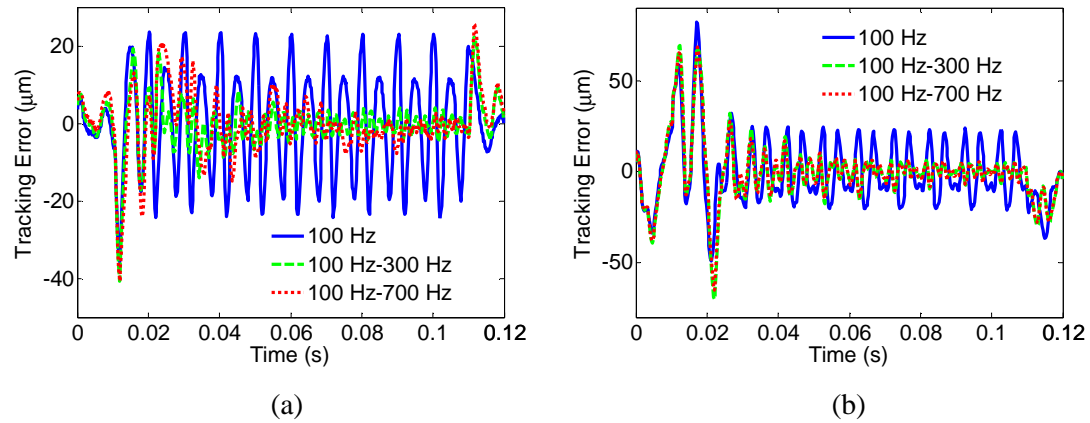 20
0
-20
-40
Tracking Error (µm)
100 Hz
100 Hz-300 Hz
100 Hz-700 Hz
0 0.02 0.04 0.06 0.08 0.1 0.12
Time (s)
(a)
50
0
-50
Tracking Error (µm)
100 Hz
100 Hz-300 Hz
100 Hz-700 Hz
0 0.02 0.04 0.06 0.08 0.1 0.12
Time (s)
(b)